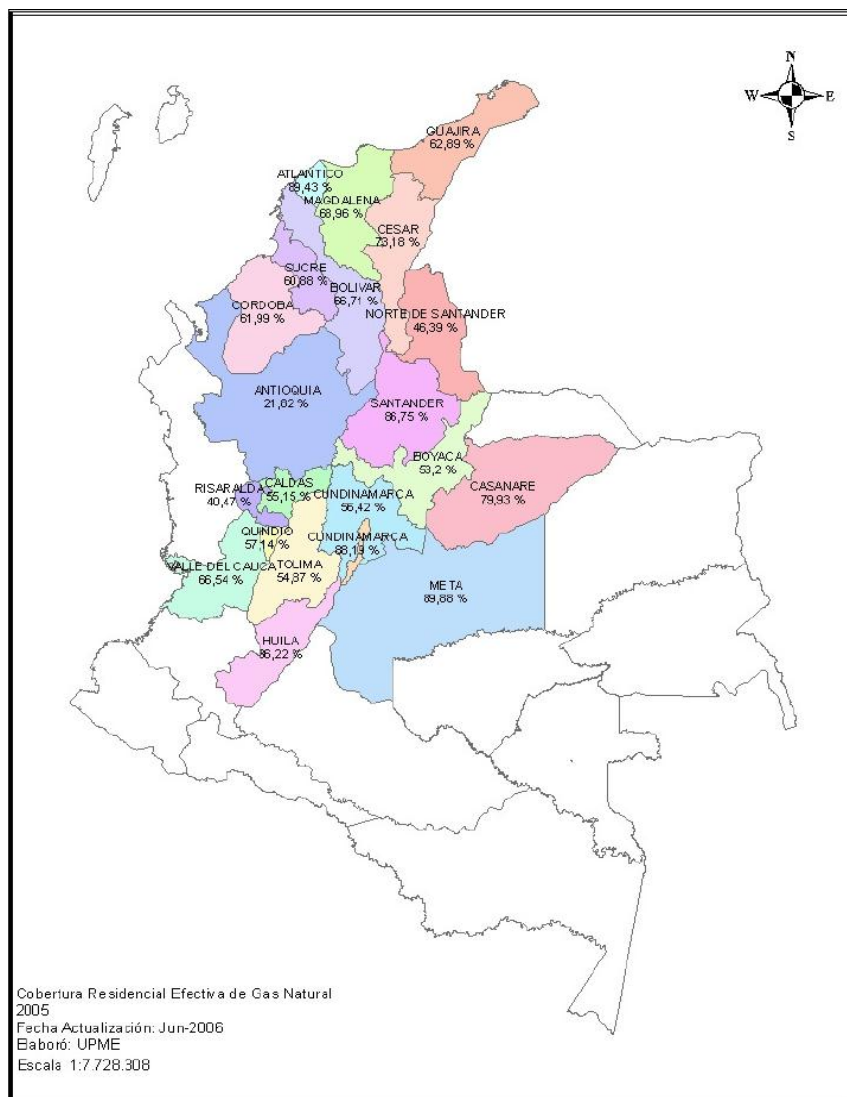 N
W E
S
GUAJIRA
62,89 %
ATLANTICO
89,43 %
MAGDALENA
68,96 %
CESAR
73,18 %
SUCRE
60,88 %
BOLIVAR
66,71 %
CORDOBA
61,99 %
NORTE DE SANTANDER
46,39 %
ANTIOQUIA
21,82 %
SANTANDER
86,75 %
BOYACA
53,2 %
CASANARE
79,93 %
RISARALDA
40,47 %
CALDAS
55,15 %
CUNDINAMARCA
56,42 %
QUINDIO
57,14 %
CUNDINAMARCA
88,19 %
VALLE DEL CAUCA
66,54 %
TOLIMA
54,87 %
META
89,88 %
HUILA
86,22 %
Cobertura Residencial Efectiva de Gas Natural
2005
Fecha Actualización: Jun-2006
Elaboró: UPME
Escala 1:7.728.308